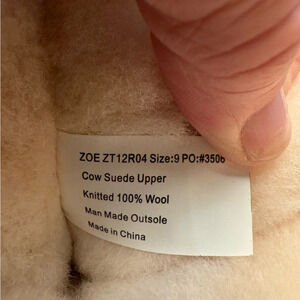 ZOE ZT12R04 Size:9 PO:#3506
Cow Suede Upper
Knitted 100% Wool
Man Made Outsole
Made in China